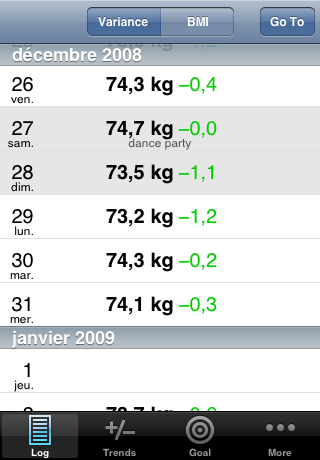 Variance BMI Go To
décembre 2008
26 74,3 kg –0,4
ven.
27 74,7 kg –0,0
sam. dance party
28 73,5 kg –1,1
dim.
29 73,2 kg –1,2
lun.
30 74,3 kg –0,2
mar.
31 74,1 kg –0,3
mer.
janvier 2009
1
jeu.
Log Trends Goal More